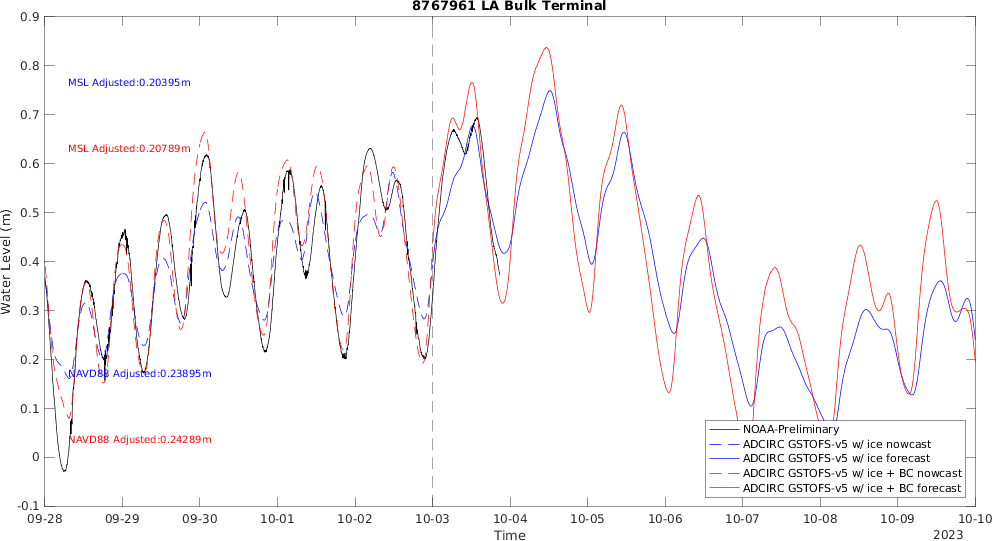 8767961 LA Bulk Terminal
0.9
0.8
0.7
0.6
0.5
0.4
0.3
0.2
0.1
0
-0.1
Water Level (m)
MSL Adjusted:0.20395m
MSL Adjusted:0.20789m
NAVD88 Adjusted:0.23895m
NAVD88 Adjusted:0.24289m
NOAA-Preliminary
ADCIRC GSTOFS-v5 w/ ice nowcast
ADCIRC GSTOFS-v5 w/ ice forecast
ADCIRC GSTOFS-v5 w/ ice + BC nowcast
ADCIRC GSTOFS-v5 w/ ice + BC forecast
09-28 09-29 09-30 10-01 10-02 10-03 10-04 10-05 10-06 10-07 10-08 10-09 10-10
Time
2023